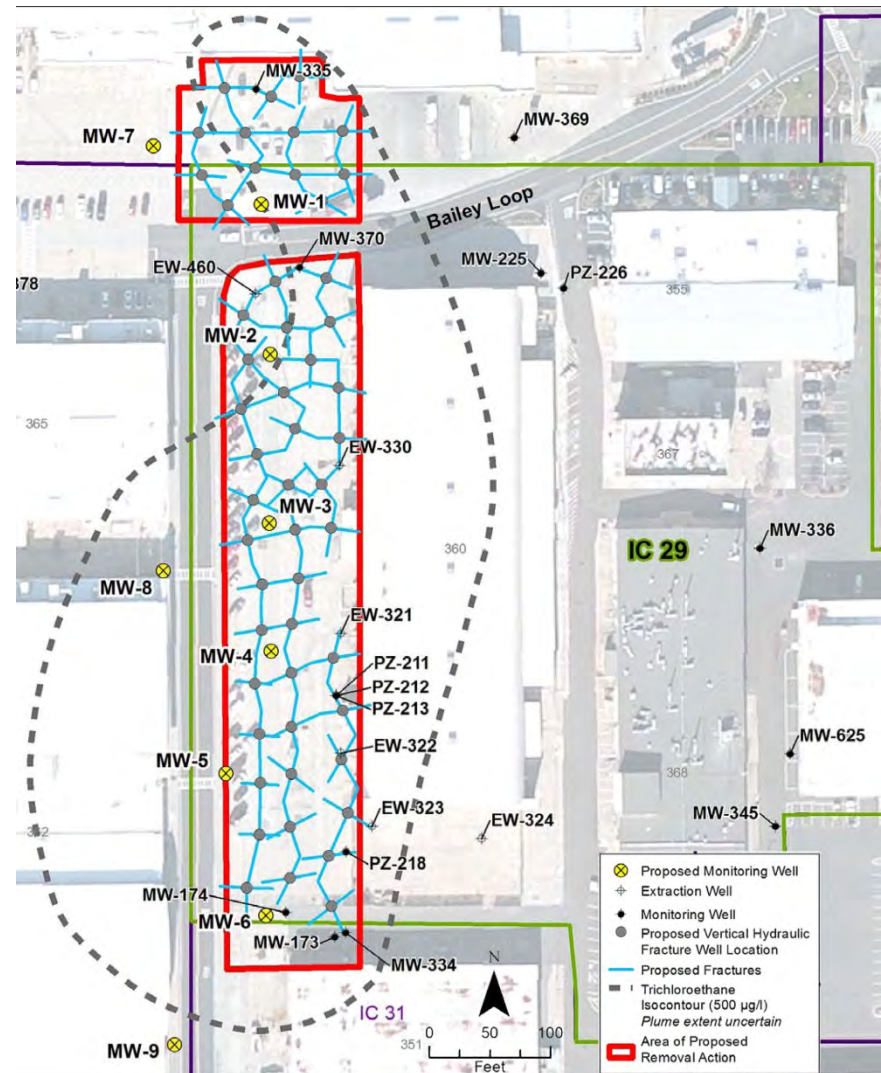 MW-335
MW-7
MW-369
MW-1
Bailey Loop
MW-370
EW-460
MW-225
PZ-226
378
355
MW-2
365
EW-330
367
MW-3
MW-336
360
IC 29
MW-8
EW-321
MW-4
PZ-211
PZ-212
PZ-213
MW-5
EW-322
MW-625
368
EW-323
EW-324
MW-345
PZ-218
MW-174
MW-6
MW-173
MW-334
IC 31
MW-9
351
N
0 50 100
Feet
Proposed Monitoring Well
Extraction Well
Monitoring Well
Proposed Vertical Hydraulic
Fracture Well Location
Proposed Fractures
Trichloroethane
Isocontour (500 µg/l)
Plume extent uncertain
Area of Proposed
Removal Action